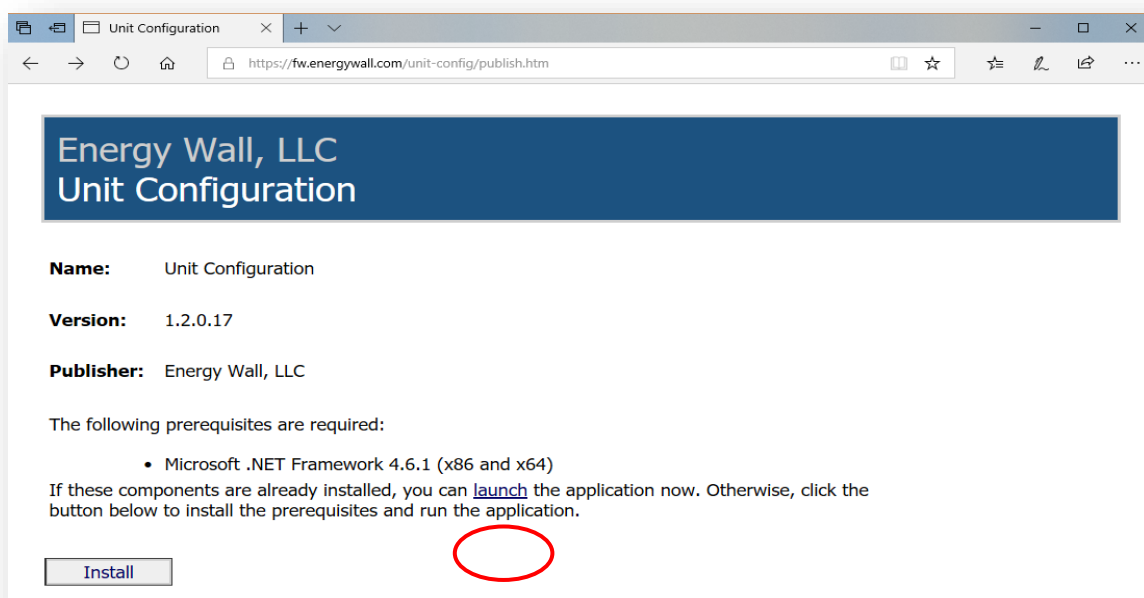 Unit Configuration
https://fw.energywall.com/unit-config/publish.htm
Energy Wall, LLC
Unit Configuration
Name: Unit Configuration
Version: 1.2.0.17
Publisher: Energy Wall, LLC
The following prerequisites are required:
• Microsoft .NET Framework 4.6.1 (x86 and x64)
If these components are already installed, you can launch the application now. Otherwise, click the
button below to install the prerequisites and run the application.
Install